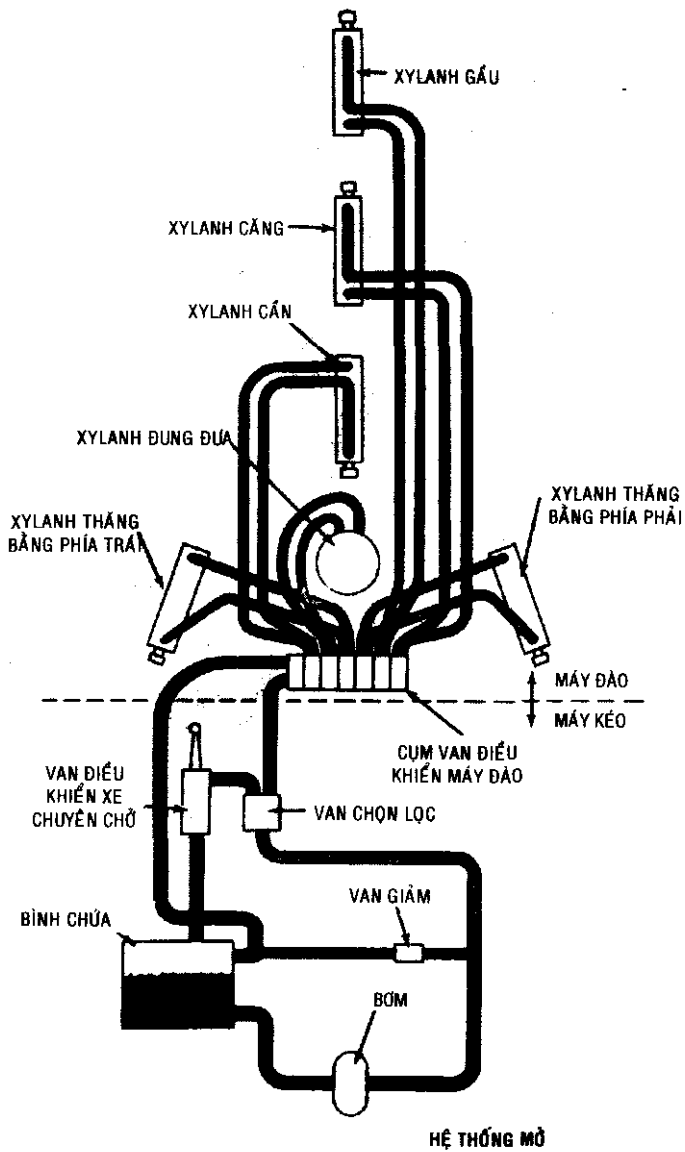 XYLANH GẦU
XYLANH CĂNG
XYLANH CẦN
XYLANH ĐUNG ĐƯA
XYLANH THĂNG
BẰNG PHÍA TRÁI
XYLANH THĂNG
BẰNG PHÍA PHẢI
MÁY ĐÀO
MÁY KÉO
CỤM VAN ĐIỀU
KHIỂN MÁY ĐÀO
VAN ĐIỀU
KHIỂN XE
CHUYÊN CHỞ
VAN CHỌN LỌC
BÌNH CHỨA
VAN GIẢM
BƠM
HỆ THỐNG MỞ